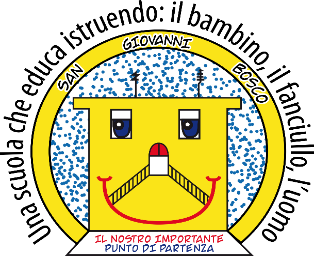 Una scuola che educa istruendo: il bambino, il fanciullo, l'uomo
SAN GIOVANNI BOSCO
IL NOSTRO IMPORTANTE
PUNTO DI PARTENZA